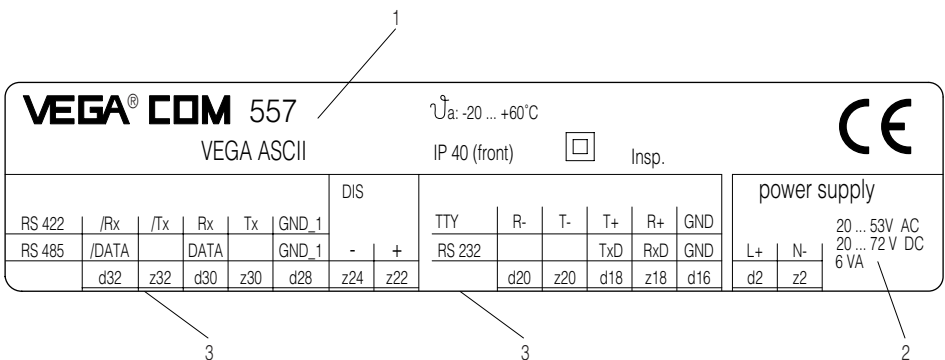 1
VEGA® COM 557
VEGA ASCII
ϑa: -20 ... +60°C
IP 40 (front)
Insp.
CE
DIS
RS 422 /Rx /Tx Rx Tx GND_1
RS 485 /DATA DATA GND_1 - +
d32 z32 d30 z30 d28 z24 z22
TTY R- T- T+ R+ GND
RS 232 TxD RxD GND
d20 z20 d18 z18 d16
power supply
20 ... 53V AC
20 ... 72 V DC
6 VA
L+ N-
d2 z2
3
3
2